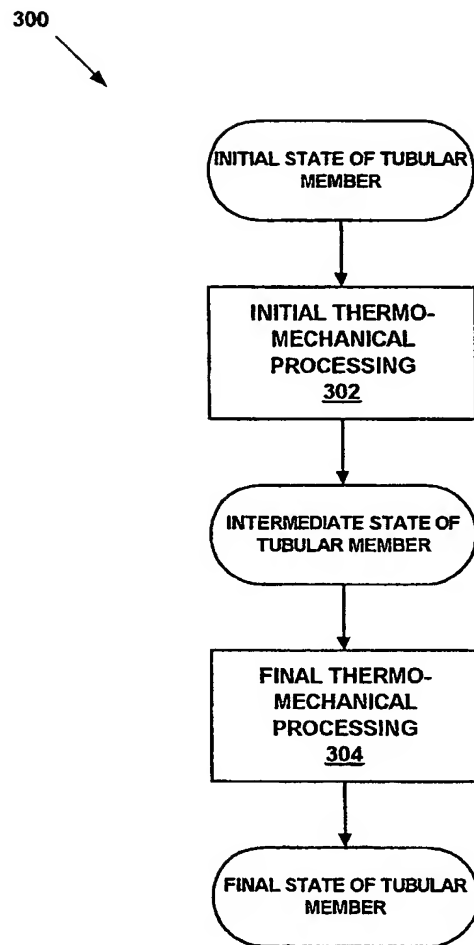 300
INITIAL STATE OF TUBULAR
MEMBER
INITIAL THERMO-
MECHANICAL
PROCESSING
302
INTERMEDIATE STATE OF
TUBULAR MEMBER
FINAL THERMO-
MECHANICAL
PROCESSING
304
FINAL STATE OF TUBULAR
MEMBER